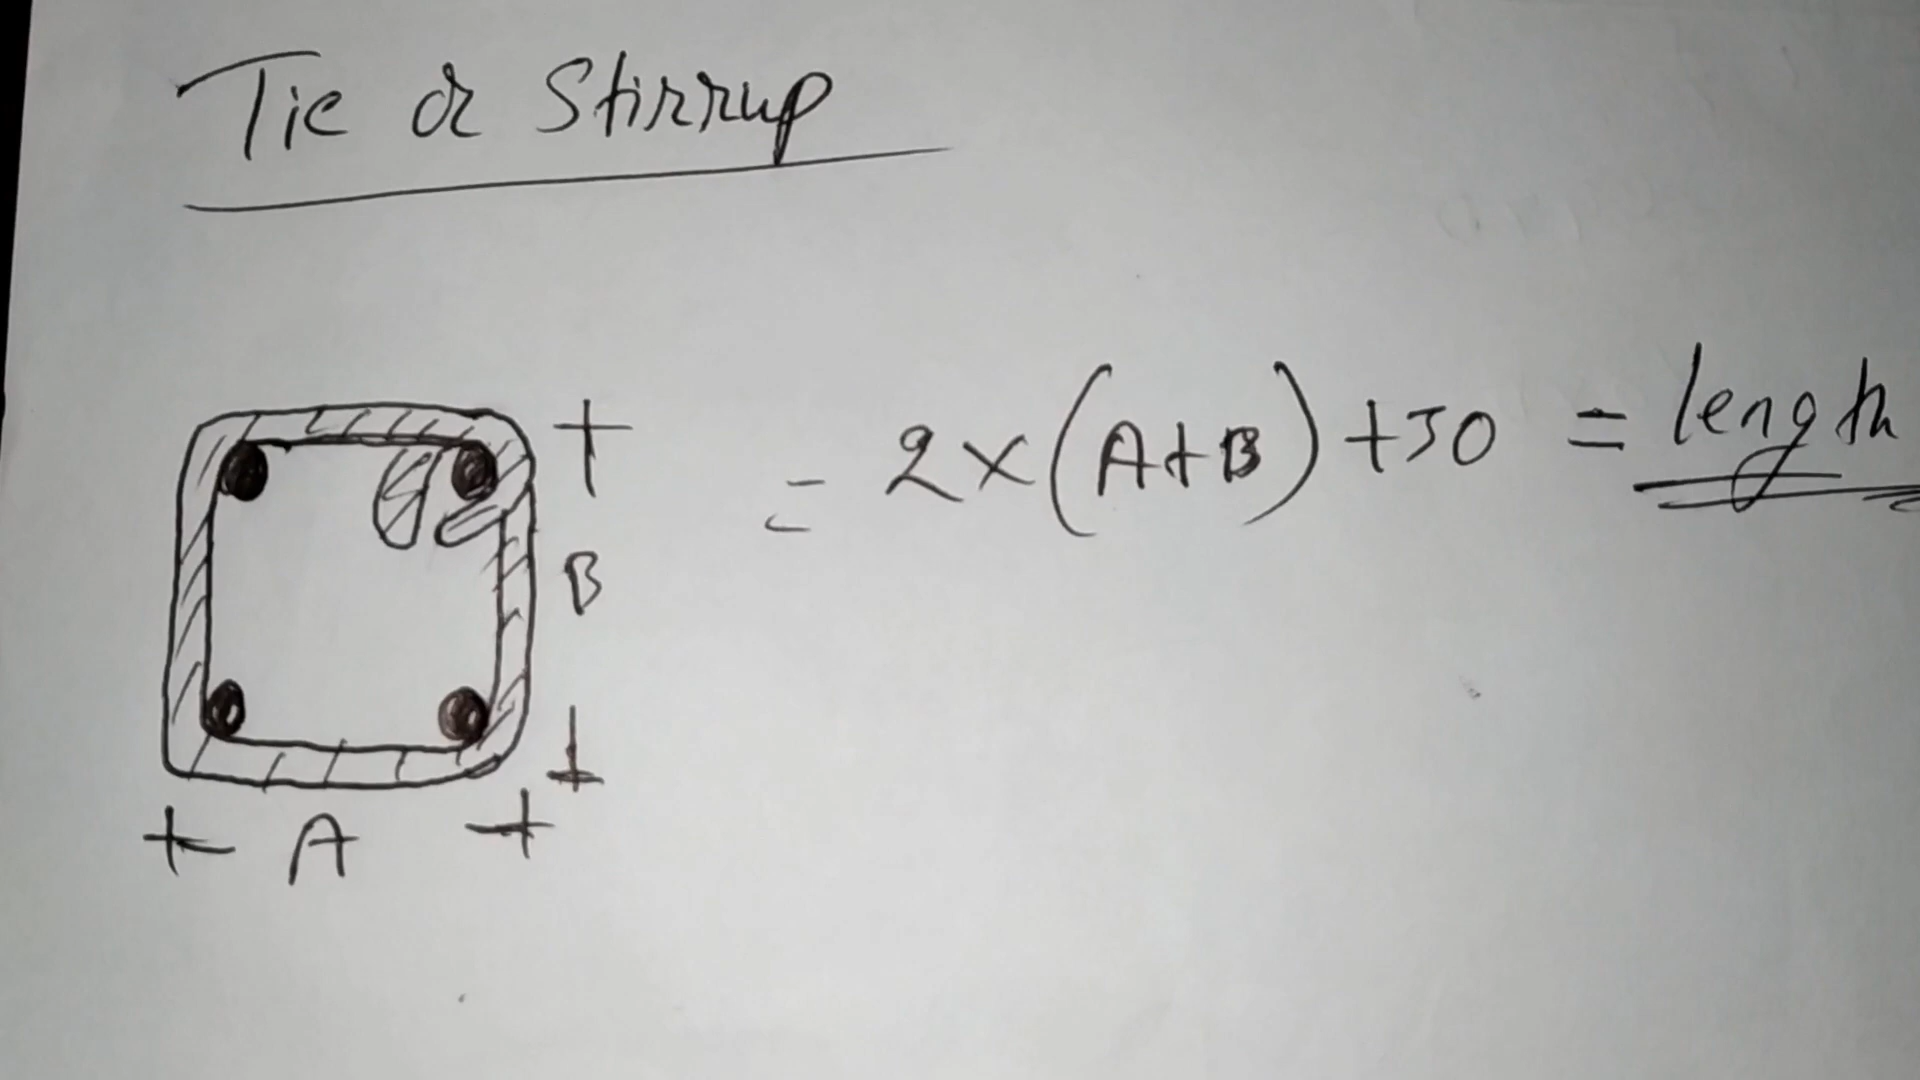 Tie or Stirrup
= 2×(A+B)+50 = length
B
A